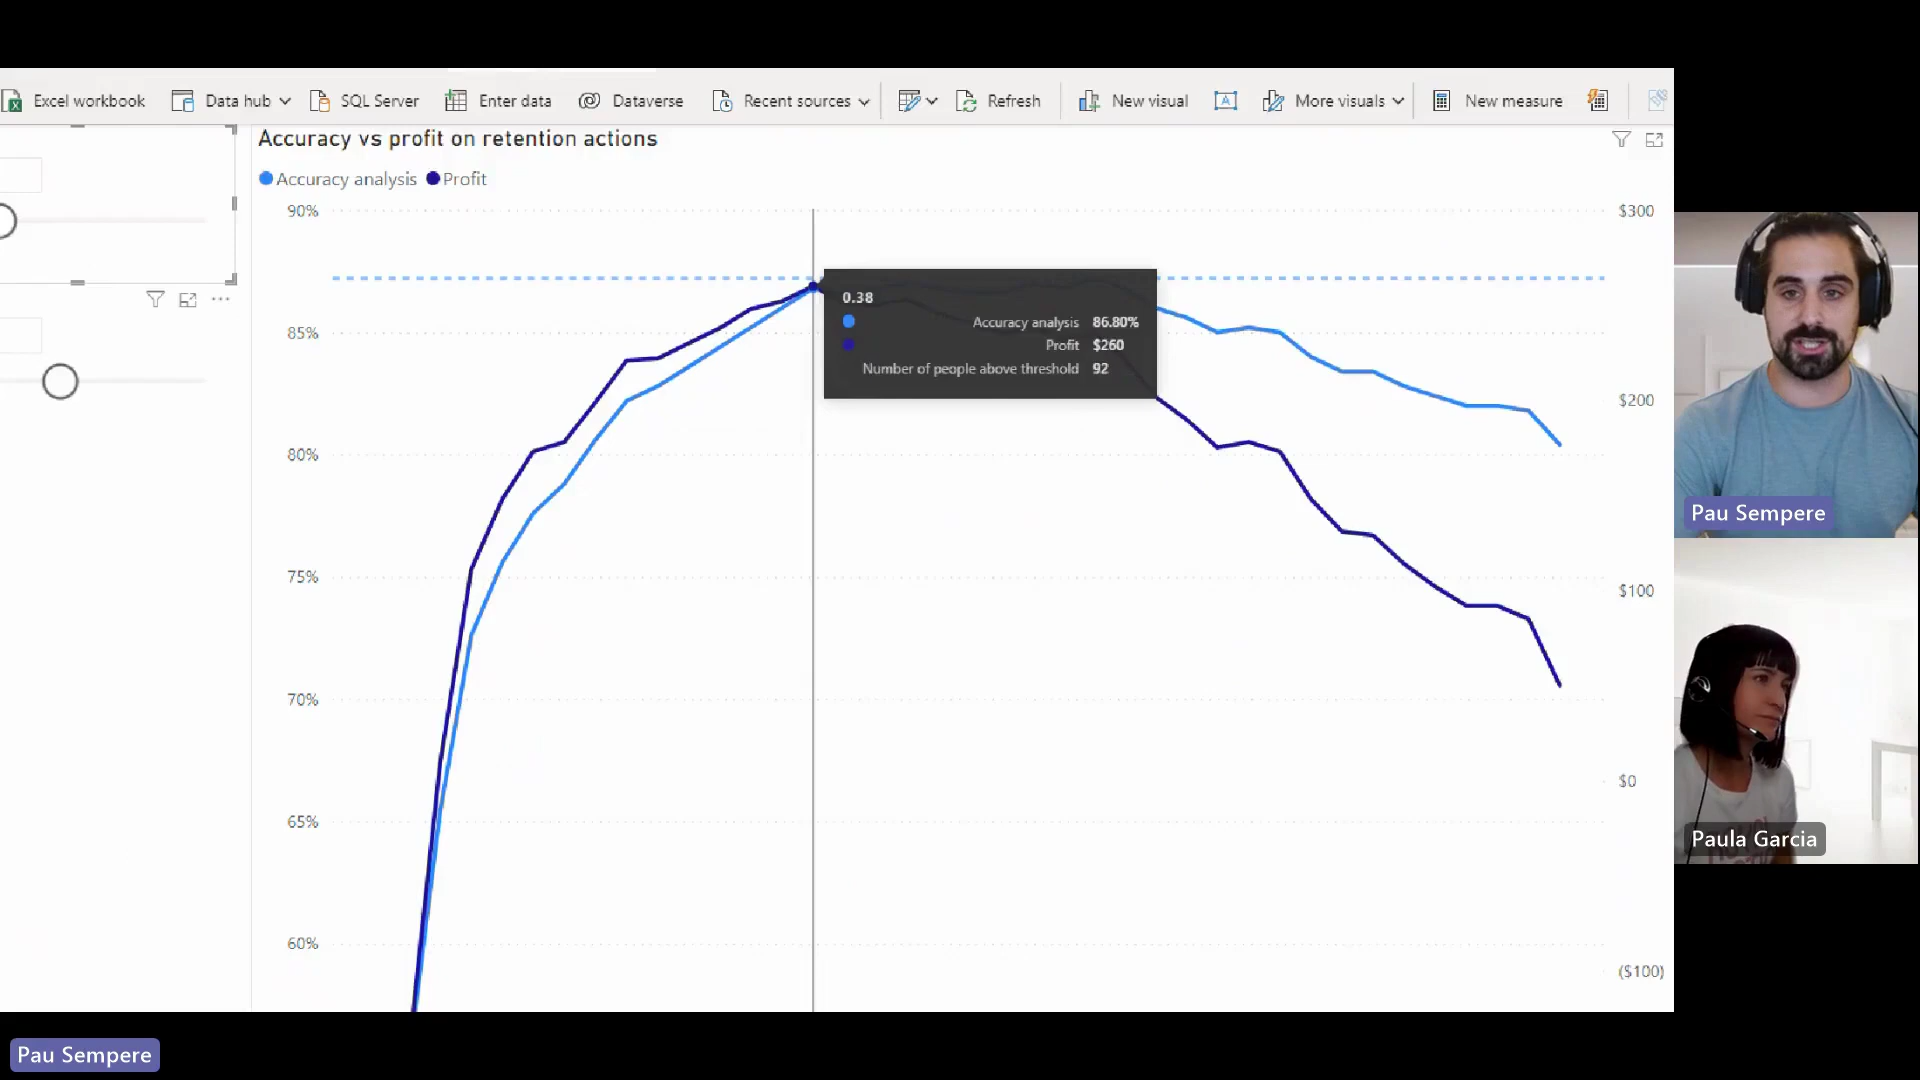 Excel workbook Data hub SQL Server Enter data Dataverse Recent sources Refresh New visual More visuals New measure
Accuracy vs profit on retention actions
Accuracy analysis Profit
90% $300
0.38
Accuracy analysis 86.80%
Profit $260
Number of people above threshold 92
85%
$200
80%
75%
$100
70%
$0
65%
60%
($100)
Pau Sempere
Paula Garcia
Pau Sempere